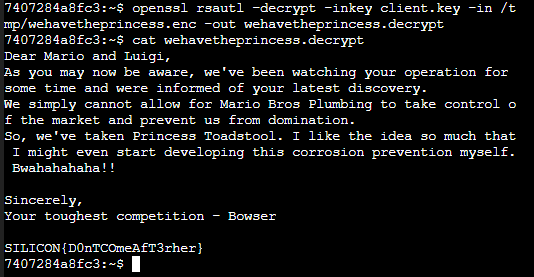 7407284a8fc3:~$ openssl rsautl -decrypt -inkey client.key -in /t
mp/wehavetheprincess.enc -out wehavetheprincess.decrypt
7407284a8fc3:~$ cat wehavetheprincess.decrypt
Dear Mario and Luigi,
As you may now be aware, we've been watching your operation for
some time and were informed of your latest discovery.
We simply cannot allow for Mario Bros Plumbing to take control o
f the market and prevent us from domination.
So, we've taken Princess Toadstool. I like the idea so much that
 I might even start developing this corrosion prevention myself.
 Bwahahahaha!!
Sincerely,
Your toughest competition - Bowser
SILICON{D0nTCOmeAfT3rher}
7407284a8fc3:~$